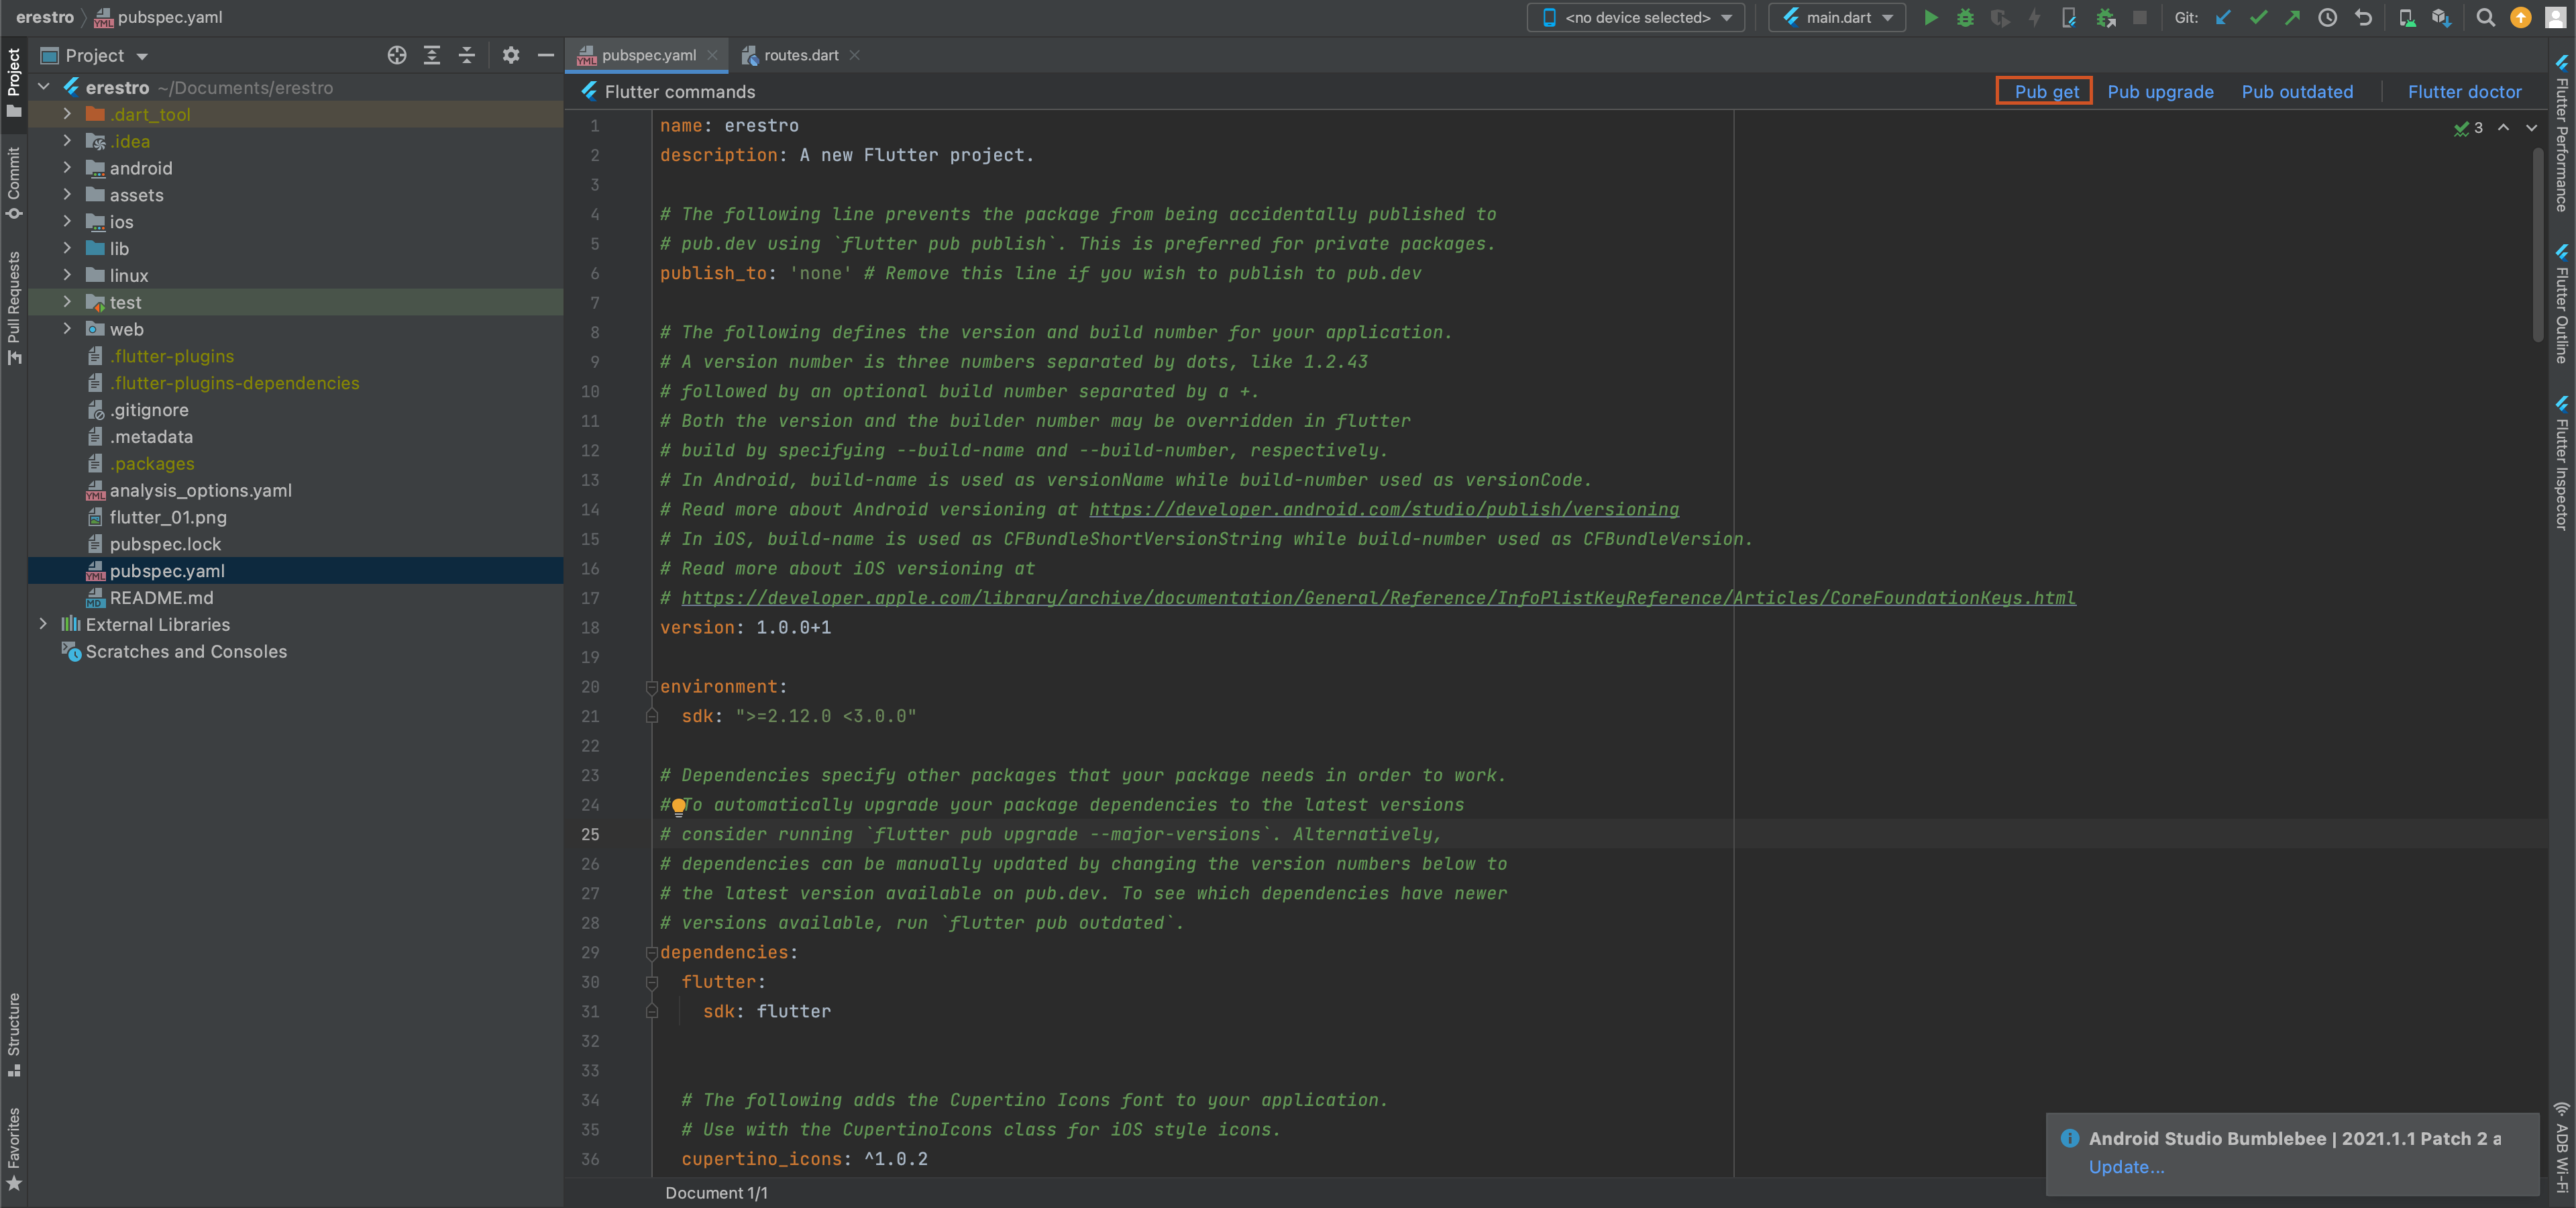 erestro pubspec.yaml
<no device selected> main.dart Git:
Project
pubspec.yaml routes.dart
Flutter commands Pub get Pub upgrade Pub outdated Flutter doctor
Project
Commit
Pull Requests
Structure
Favorites
erestro ~/Documents/erestro
.dart_tool
.idea
android
assets
ios
lib
linux
test
web
.flutter-plugins
.flutter-plugins-dependencies
.gitignore
.metadata
.packages
analysis_options.yaml
flutter_01.png
pubspec.lock
pubspec.yaml
README.md
External Libraries
Scratches and Consoles
1 name: erestro
2 description: A new Flutter project.
3
4 # The following line prevents the package from being accidentally published to
5 # pub.dev using `flutter pub publish`. This is preferred for private packages.
6 publish_to: 'none' # Remove this line if you wish to publish to pub.dev
7
8 # The following defines the version and build number for your application.
9 # A version number is three numbers separated by dots, like 1.2.43
10 # followed by an optional build number separated by a +.
11 # Both the version and the builder number may be overridden in flutter
12 # build by specifying --build-name and --build-number, respectively.
13 # In Android, build-name is used as versionName while build-number used as versionCode.
14 # Read more about Android versioning at https://developer.android.com/studio/publish/versioning
15 # In iOS, build-name is used as CFBundleShortVersionString while build-number used as CFBundleVersion.
16 # Read more about iOS versioning at
17 # https://developer.apple.com/library/archive/documentation/General/Reference/InfoPlistKeyReference/Articles/CoreFoundationKeys.html
18 version: 1.0.0+1
19
20 environment:
21 sdk: ">=2.12.0 <3.0.0"
22
23 # Dependencies specify other packages that your package needs in order to work.
24 # To automatically upgrade your package dependencies to the latest versions
25 # consider running `flutter pub upgrade --major-versions`. Alternatively,
26 # dependencies can be manually updated by changing the version numbers below to
27 # the latest version available on pub.dev. To see which dependencies have newer
28 # versions available, run `flutter pub outdated`.
29 dependencies:
30 flutter:
31 sdk: flutter
32
33
34 # The following adds the Cupertino Icons font to your application.
35 # Use with the CupertinoIcons class for iOS style icons.
36 cupertino_icons: ^1.0.2
Document 1/1
3
Flutter Performance
Flutter Outline
Flutter Inspector
ADB Wi-Fi
Android Studio Bumblebee | 2021.1.1 Patch 2 a
Update...